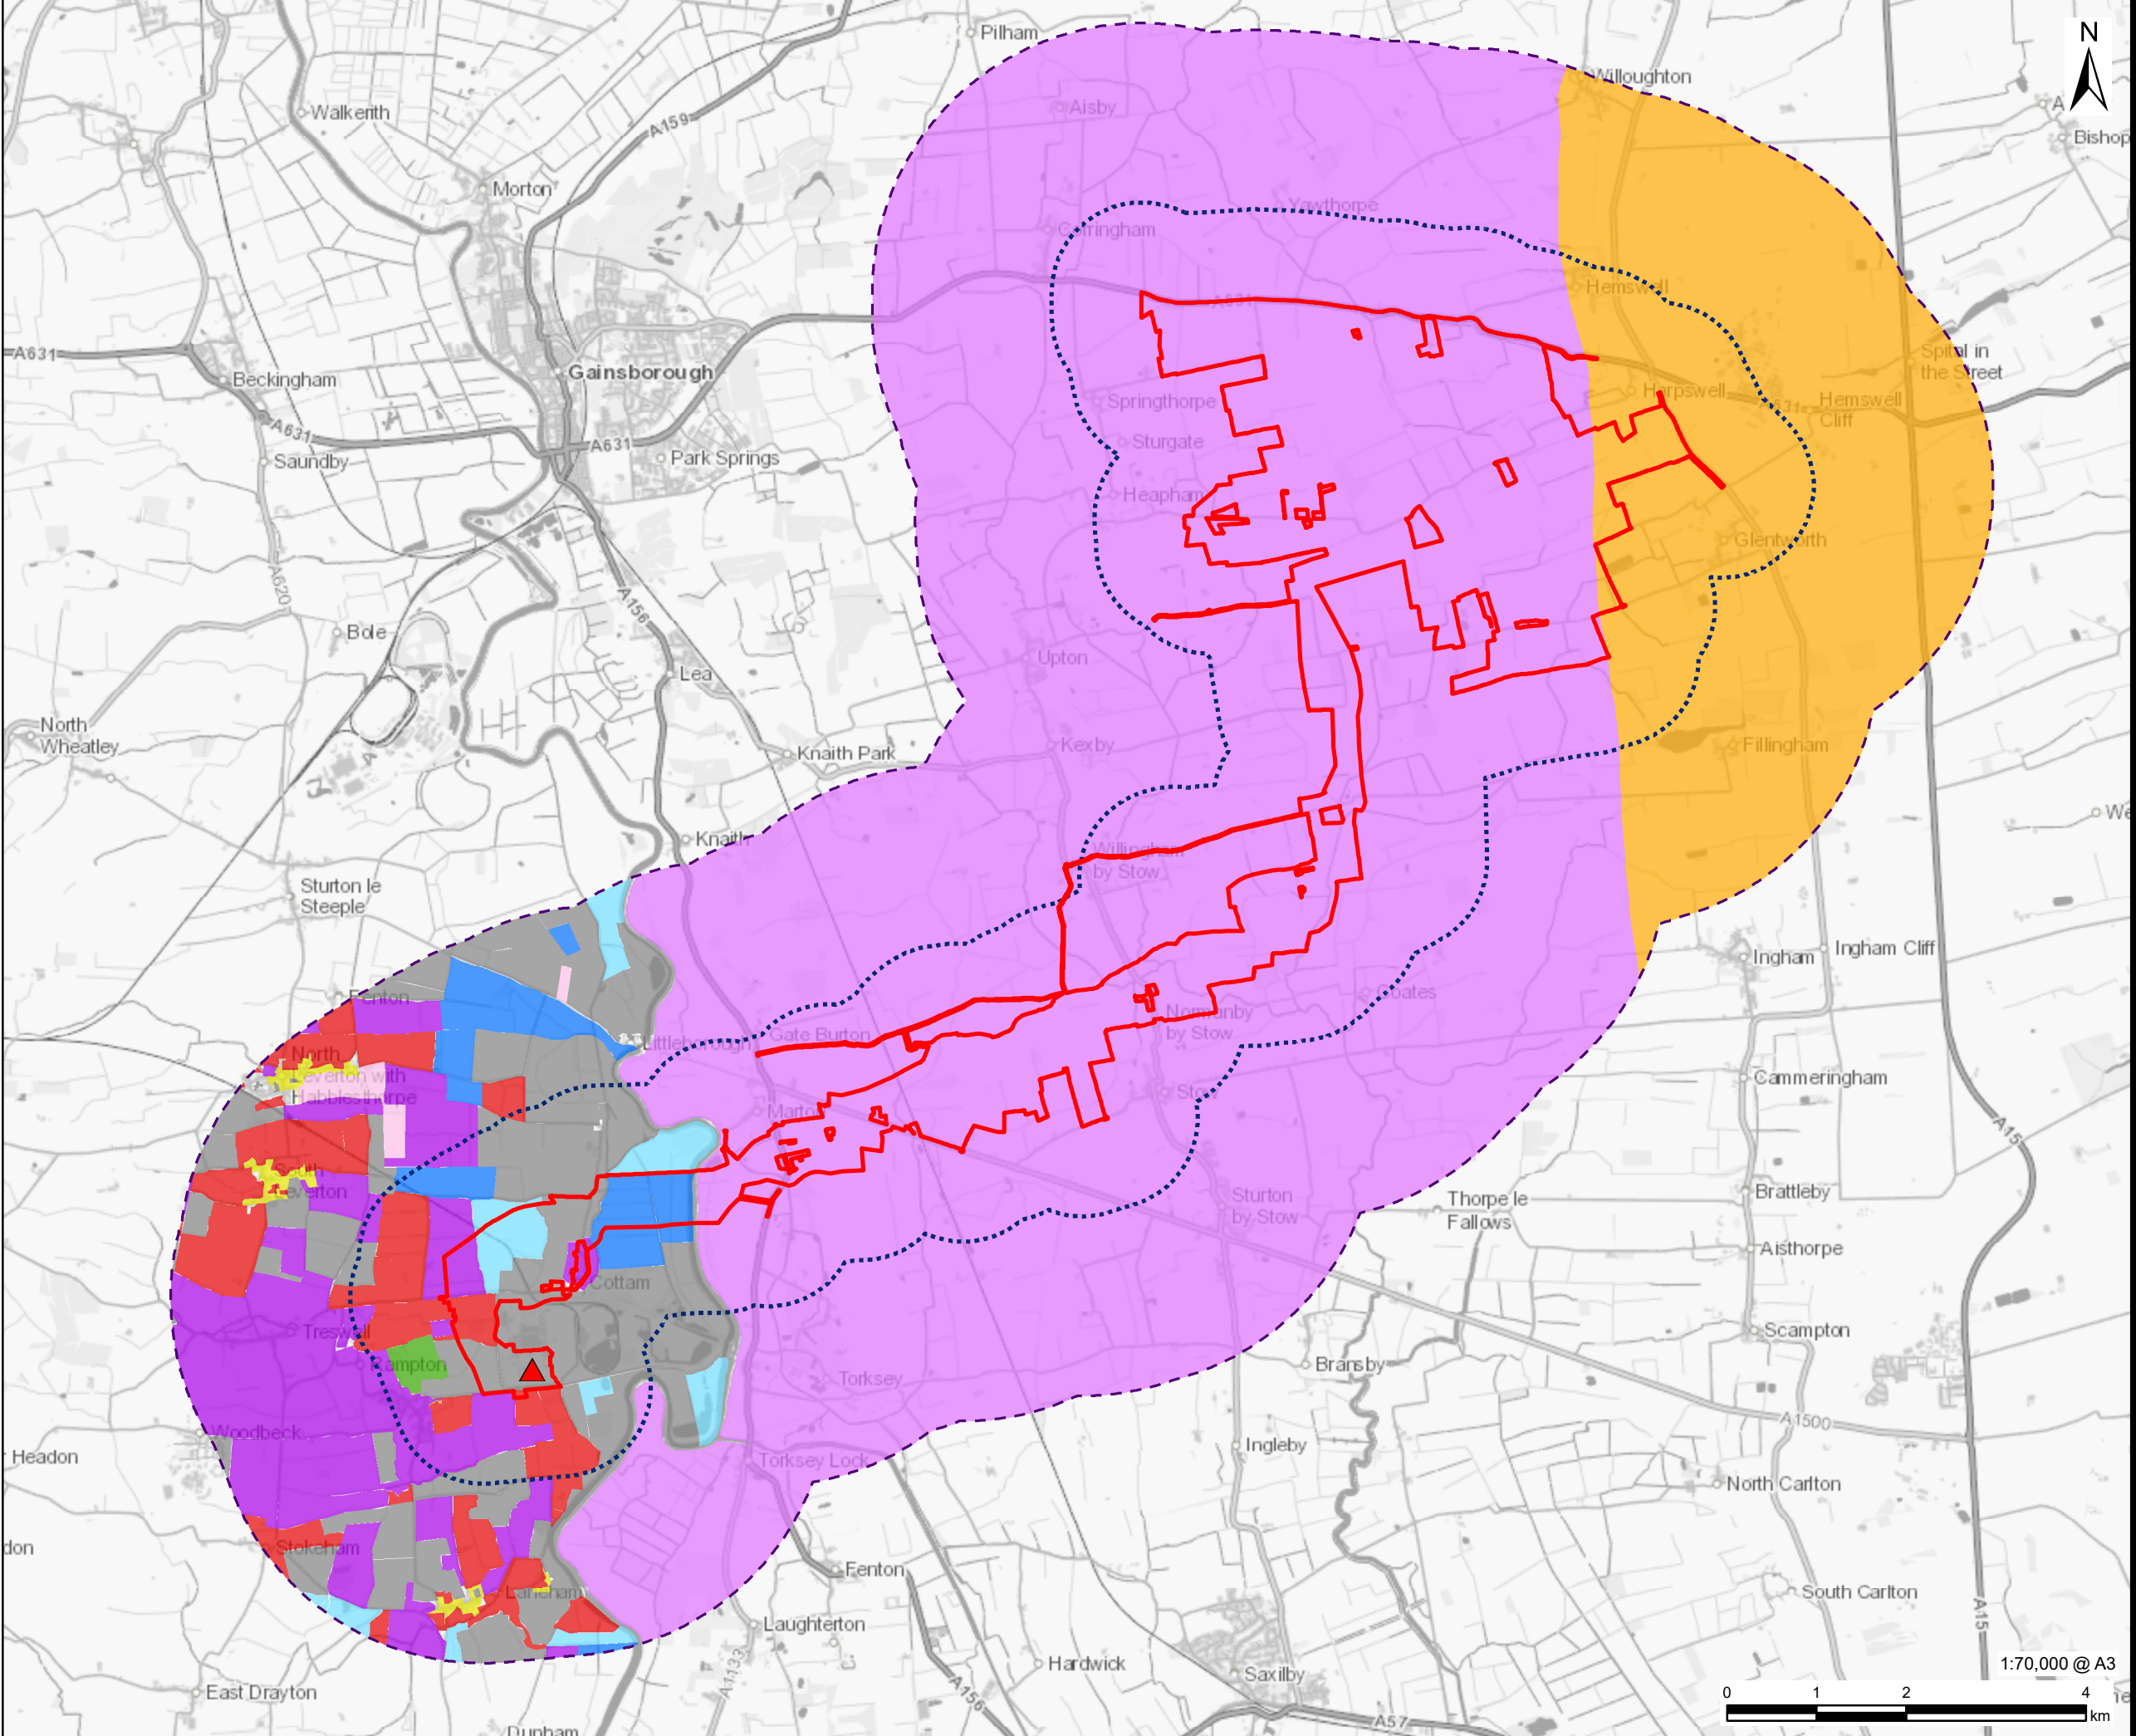 Pilham
N
Willoughton
Aisby
A
Walkerith
A159
Bishop
Morton
Yawthorpe
Corringham
Hemswell
A631
A631
Spital in
the Street
Gainsborough
Beckingham
Harpswell
A631
Hemswell
Cliff
Springthorpe
A631
A631
Sturgate
Saundby
Park Springs
Heapham
Glentworth
A620
A156
Bole
Upton
Lea
North
Wheatley
Kexby
Knaith Park
Fillingham
We
Knaith
Willingham
by Stow
Sturton le
Steeple
Ingham
Ingham Cliff
Fenton
Coates
Normanby
by Stow
Gate Burton
Littleborough
North
Leverton with
Habblesthorpe
Cammeringham
Stow
Marton
A15
South
Leverton
Sturton
by Stow
Brattleby
Thorpe le
Fallows
Aisthorpe
Cottam
Treswell
Scampton
Rampton
Bransby
Torksey
A1500
Woodbeck
Headon
Ingleby
Torksey Lock
North Carlton
don
Stokeham
Fenton
Laneham
South Carlton
A15
Laughterton
Hardwick
1:70,000 @ A3
Saxilby
East Drayton
A1133
A156
0 1 2 4
km
Dunham
A57